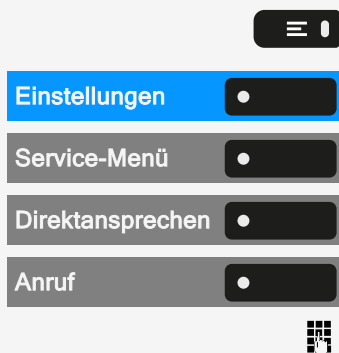 Einstellungen
Service-Menü
Direktansprechen
Anruf